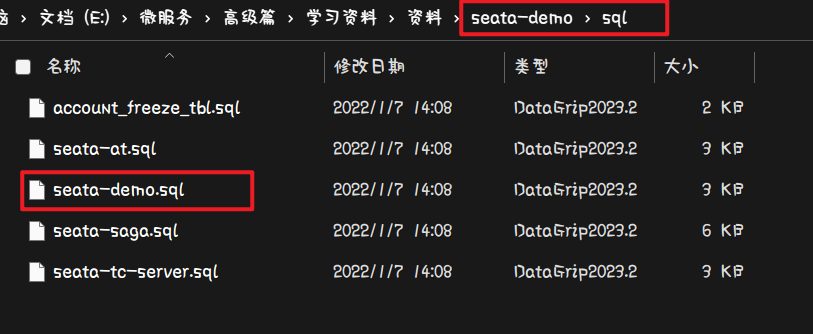 脑 › 文档 (E:) › 微服务 › 高级篇 › 学习资料 › 资料 › seata-demo › sql
名称 修改日期 类型 大小
account_freeze_tbl.sql 2022/1/7 14:08 DataGrip2023.2 2 KB
seata-at.sql 2022/1/7 14:08 DataGrip2023.2 3 KB
seata-demo.sql 2022/1/7 14:08 DataGrip2023.2 3 KB
seata-saga.sql 2022/1/7 14:08 DataGrip2023.2 6 KB
seata-tc-server.sql 2022/1/7 14:08 DataGrip2023.2 3 KB